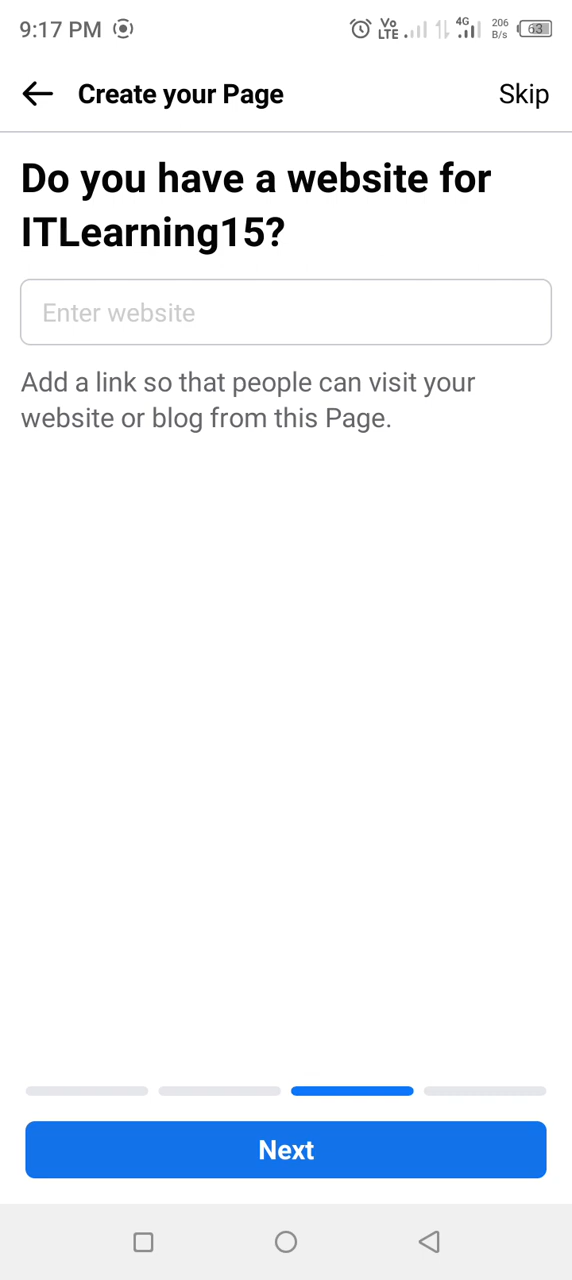 9:17 PM Vo LTE 4G 206 B/s 63
Create your Page Skip
Do you have a website for
ITLearning15?
Enter website
Add a link so that people can visit your
website or blog from this Page.
Next